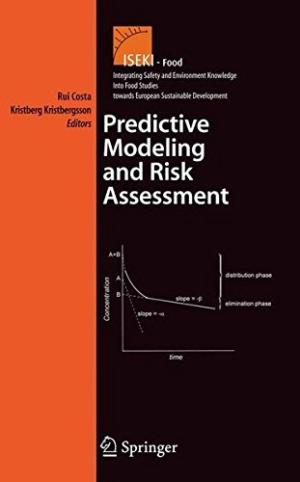 ISEKI - Food
Integrating Safety and Environment Knowledge
Into Food Studies
towards European Sustainable Development
Rui Costa
Kristberg Kristbergsson
Editors
Predictive
Modeling
and Risk
Assessment
A+B
A
B
Concentration
slope = -α
slope = -β
distribution phase
elimination phase
time
Springer